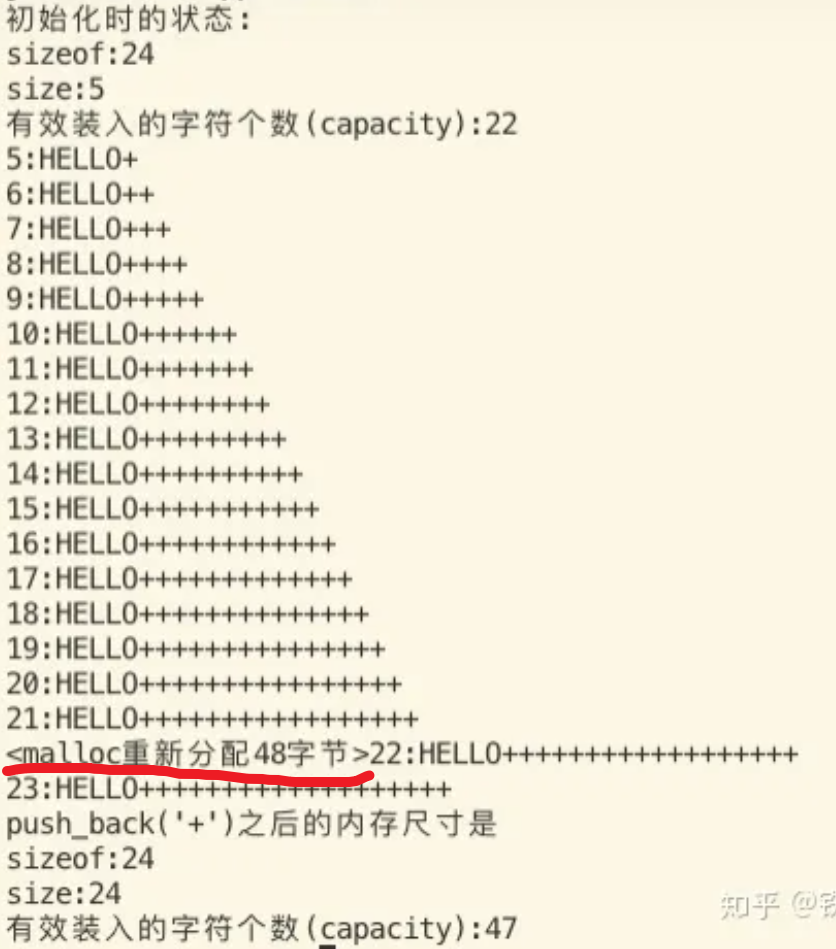 初始化时的状态:
sizeof:24
size:5
有效装入的字符个数(capacity):22
5:HELLO+
6:HELLO++
7:HELLO+++
8:HELLO++++
9:HELLO+++++
10:HELLO++++++
11:HELLO+++++++
12:HELLO++++++++
13:HELLO+++++++++
14:HELLO++++++++++
15:HELLO+++++++++++
16:HELLO++++++++++++
17:HELLO+++++++++++++
18:HELLO++++++++++++++
19:HELLO+++++++++++++++
20:HELLO++++++++++++++++
21:HELLO+++++++++++++++++
<malloc重新分配48字节>22:HELLO++++++++++++++++++
23:HELLO+++++++++++++++++++
push_back('+')之后的内存尺寸是
sizeof:24
size:24
有效装入的字符个数(capacity):47
知乎